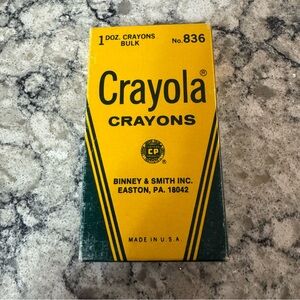 1 DOZ. CRAYONS
BULK
No. 836
Crayola®
CRAYONS
CP
®
BINNEY & SMITH INC.
EASTON, PA. 18042
MADE IN U.S.A.